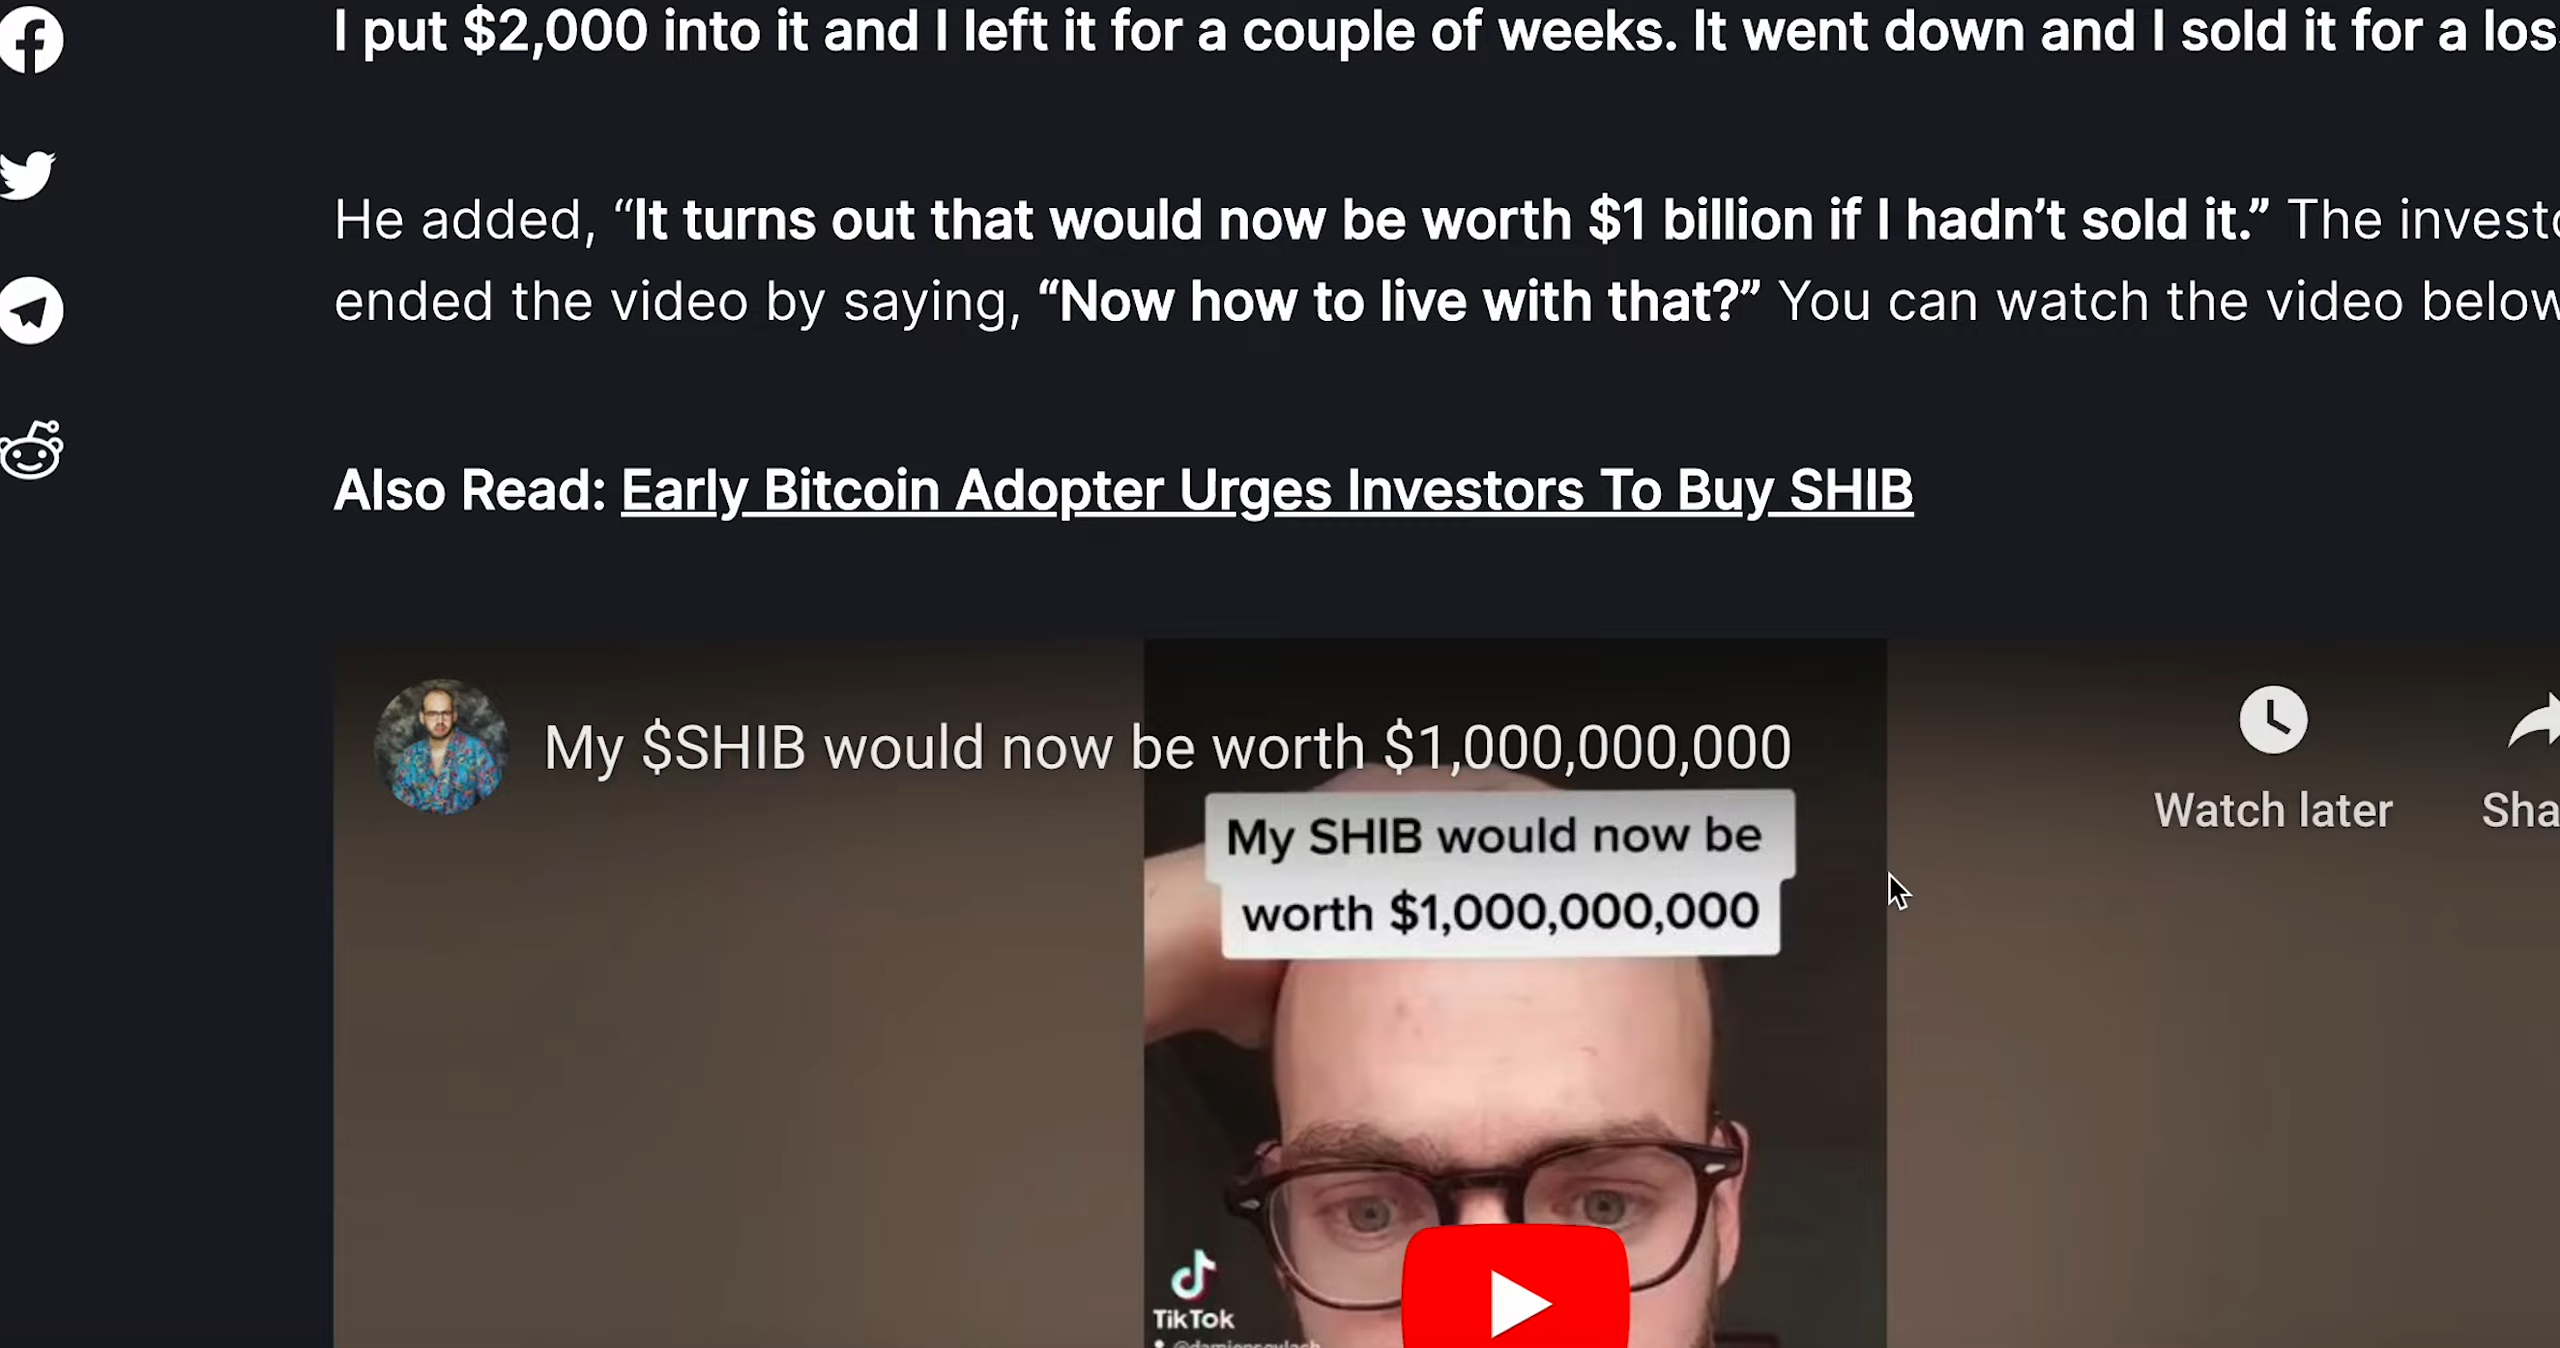 I put $2,000 into it and I left it for a couple of weeks. It went down and I sold it for a los
He added, “It turns out that would now be worth $1 billion if I hadn’t sold it.” The investo
ended the video by saying, “Now how to live with that?” You can watch the video below
Also Read: Early Bitcoin Adopter Urges Investors To Buy SHIB
My $SHIB would now be worth $1,000,000,000
Watch later
Sha
My SHIB would now be
worth $1,000,000,000
TikTok